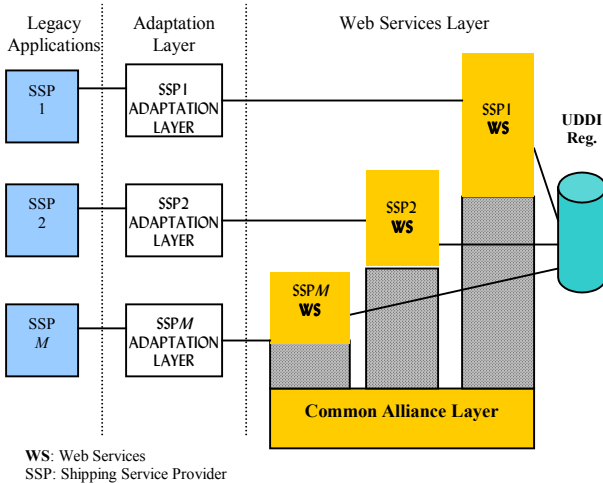 Legacy Applications
Adaptation Layer
Web Services Layer
SSP 1
SSP1 ADAPTATION LAYER
SSP1 WS
UDDI Reg.
SSP 2
SSP2 ADAPTATION LAYER
SSP2 WS
SSP M
SSPM ADAPTATION LAYER
SSPM WS
Common Alliance Layer
WS: Web Services
SSP: Shipping Service Provider